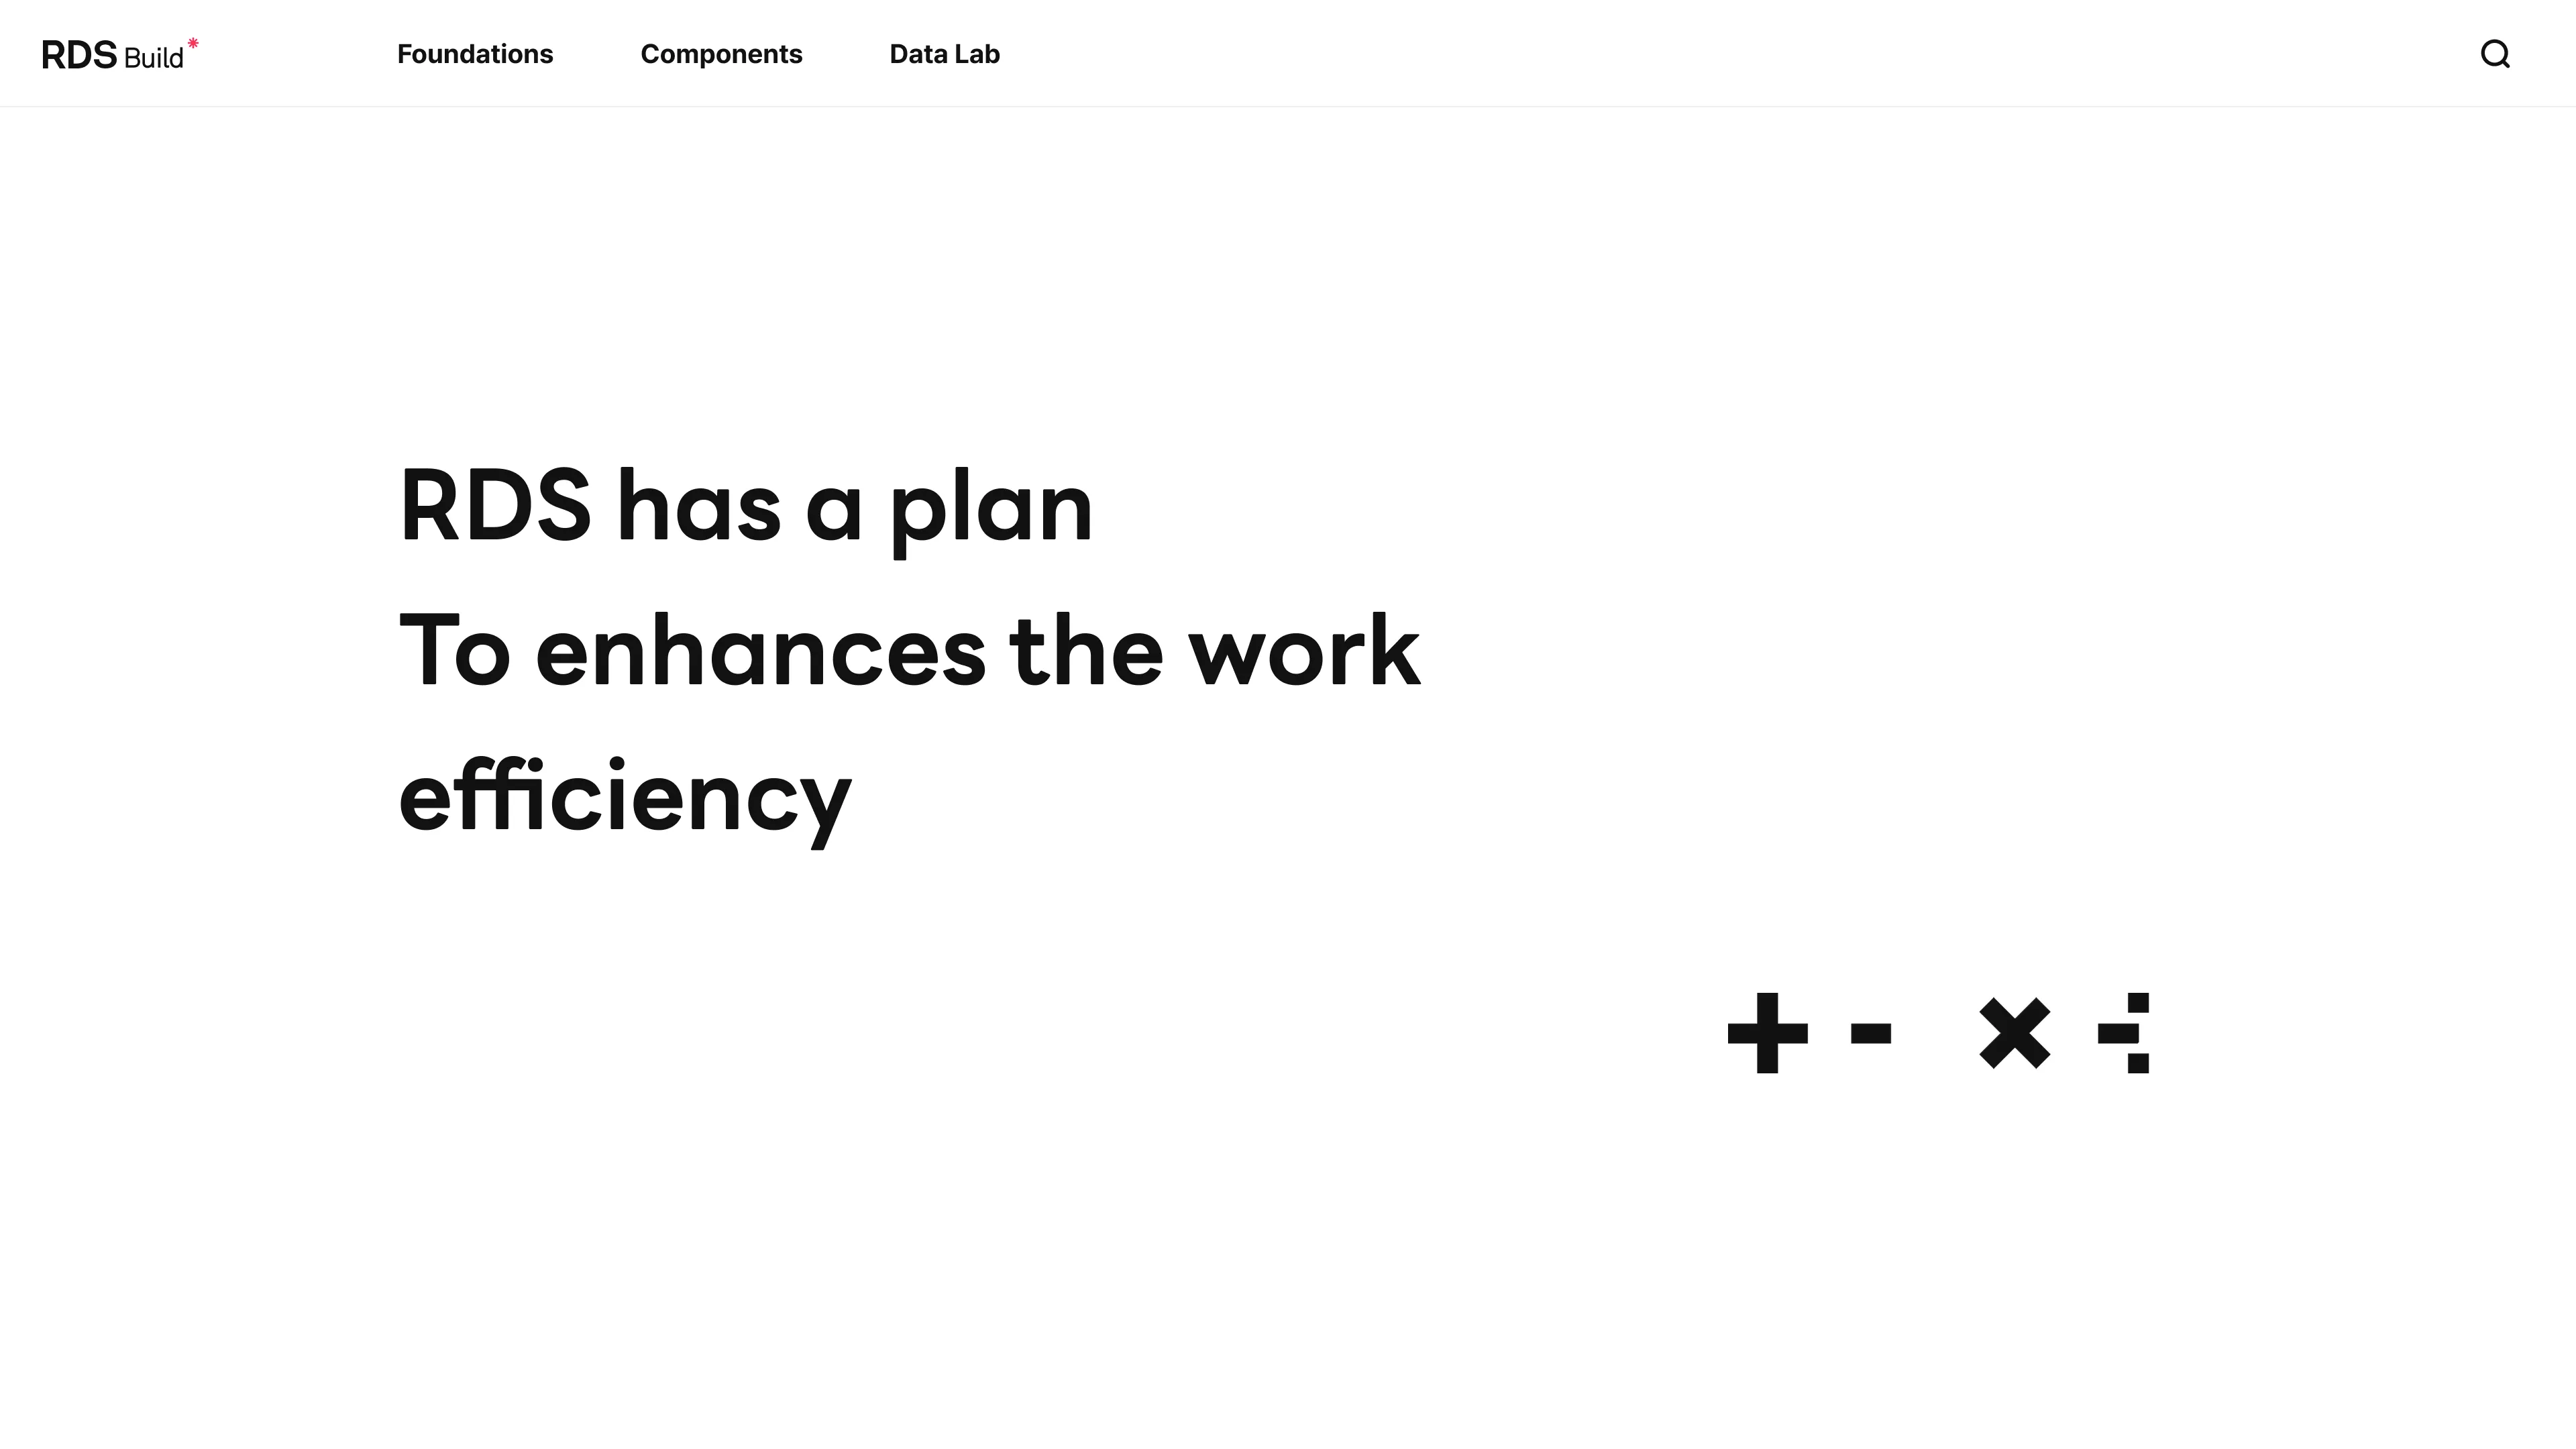 RDS Build*
Foundations
Components
Data Lab
RDS has a plan
To enhances the work
efficiency
+ - × ÷